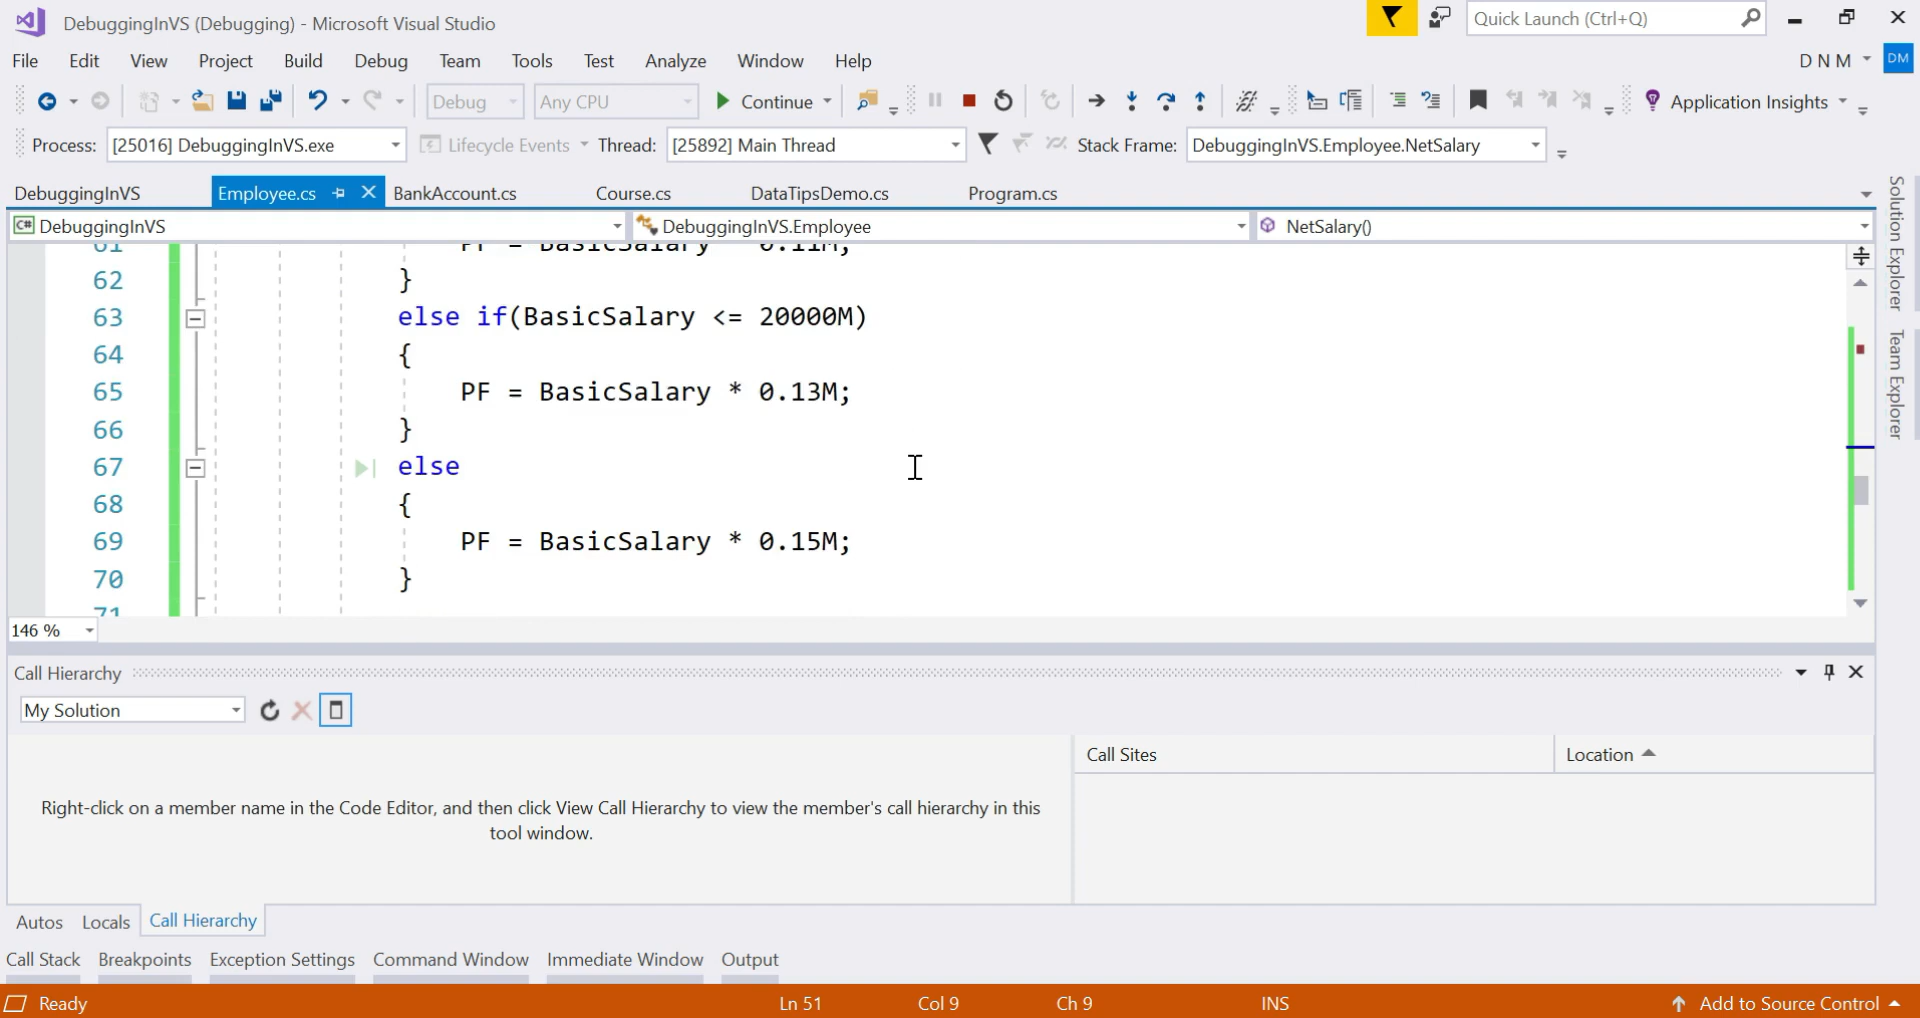 DebuggingInVS (Debugging) - Microsoft Visual Studio
Quick Launch (Ctrl+Q)
File Edit View Project Build Debug Team Tools Test Analyze Window Help
D N M DM
Debug Any CPU Continue Application Insights
Process: [25016] DebuggingInVS.exe Lifecycle Events Thread: [25892] Main Thread Stack Frame: DebuggingInVS.Employee.NetSalary
DebuggingInVS Employee.cs BankAccount.cs Course.cs DataTipsDemo.cs Program.cs
C# DebuggingInVS DebuggingInVS.Employee NetSalary()
61 PF = BasicSalary * 0.11M;
62 }
63 else if(BasicSalary <= 20000M)
64 {
65 PF = BasicSalary * 0.13M;
66 }
67 else
68 {
69 PF = BasicSalary * 0.15M;
70 }
71
146 %
Solution Explorer
Team Explorer
Call Hierarchy
My Solution
Call Sites Location
Right-click on a member name in the Code Editor, and then click View Call Hierarchy to view the member's call hierarchy in this
tool window.
Autos Locals Call Hierarchy
Call Stack Breakpoints Exception Settings Command Window Immediate Window Output
Ready Ln 51 Col 9 Ch 9 INS Add to Source Control